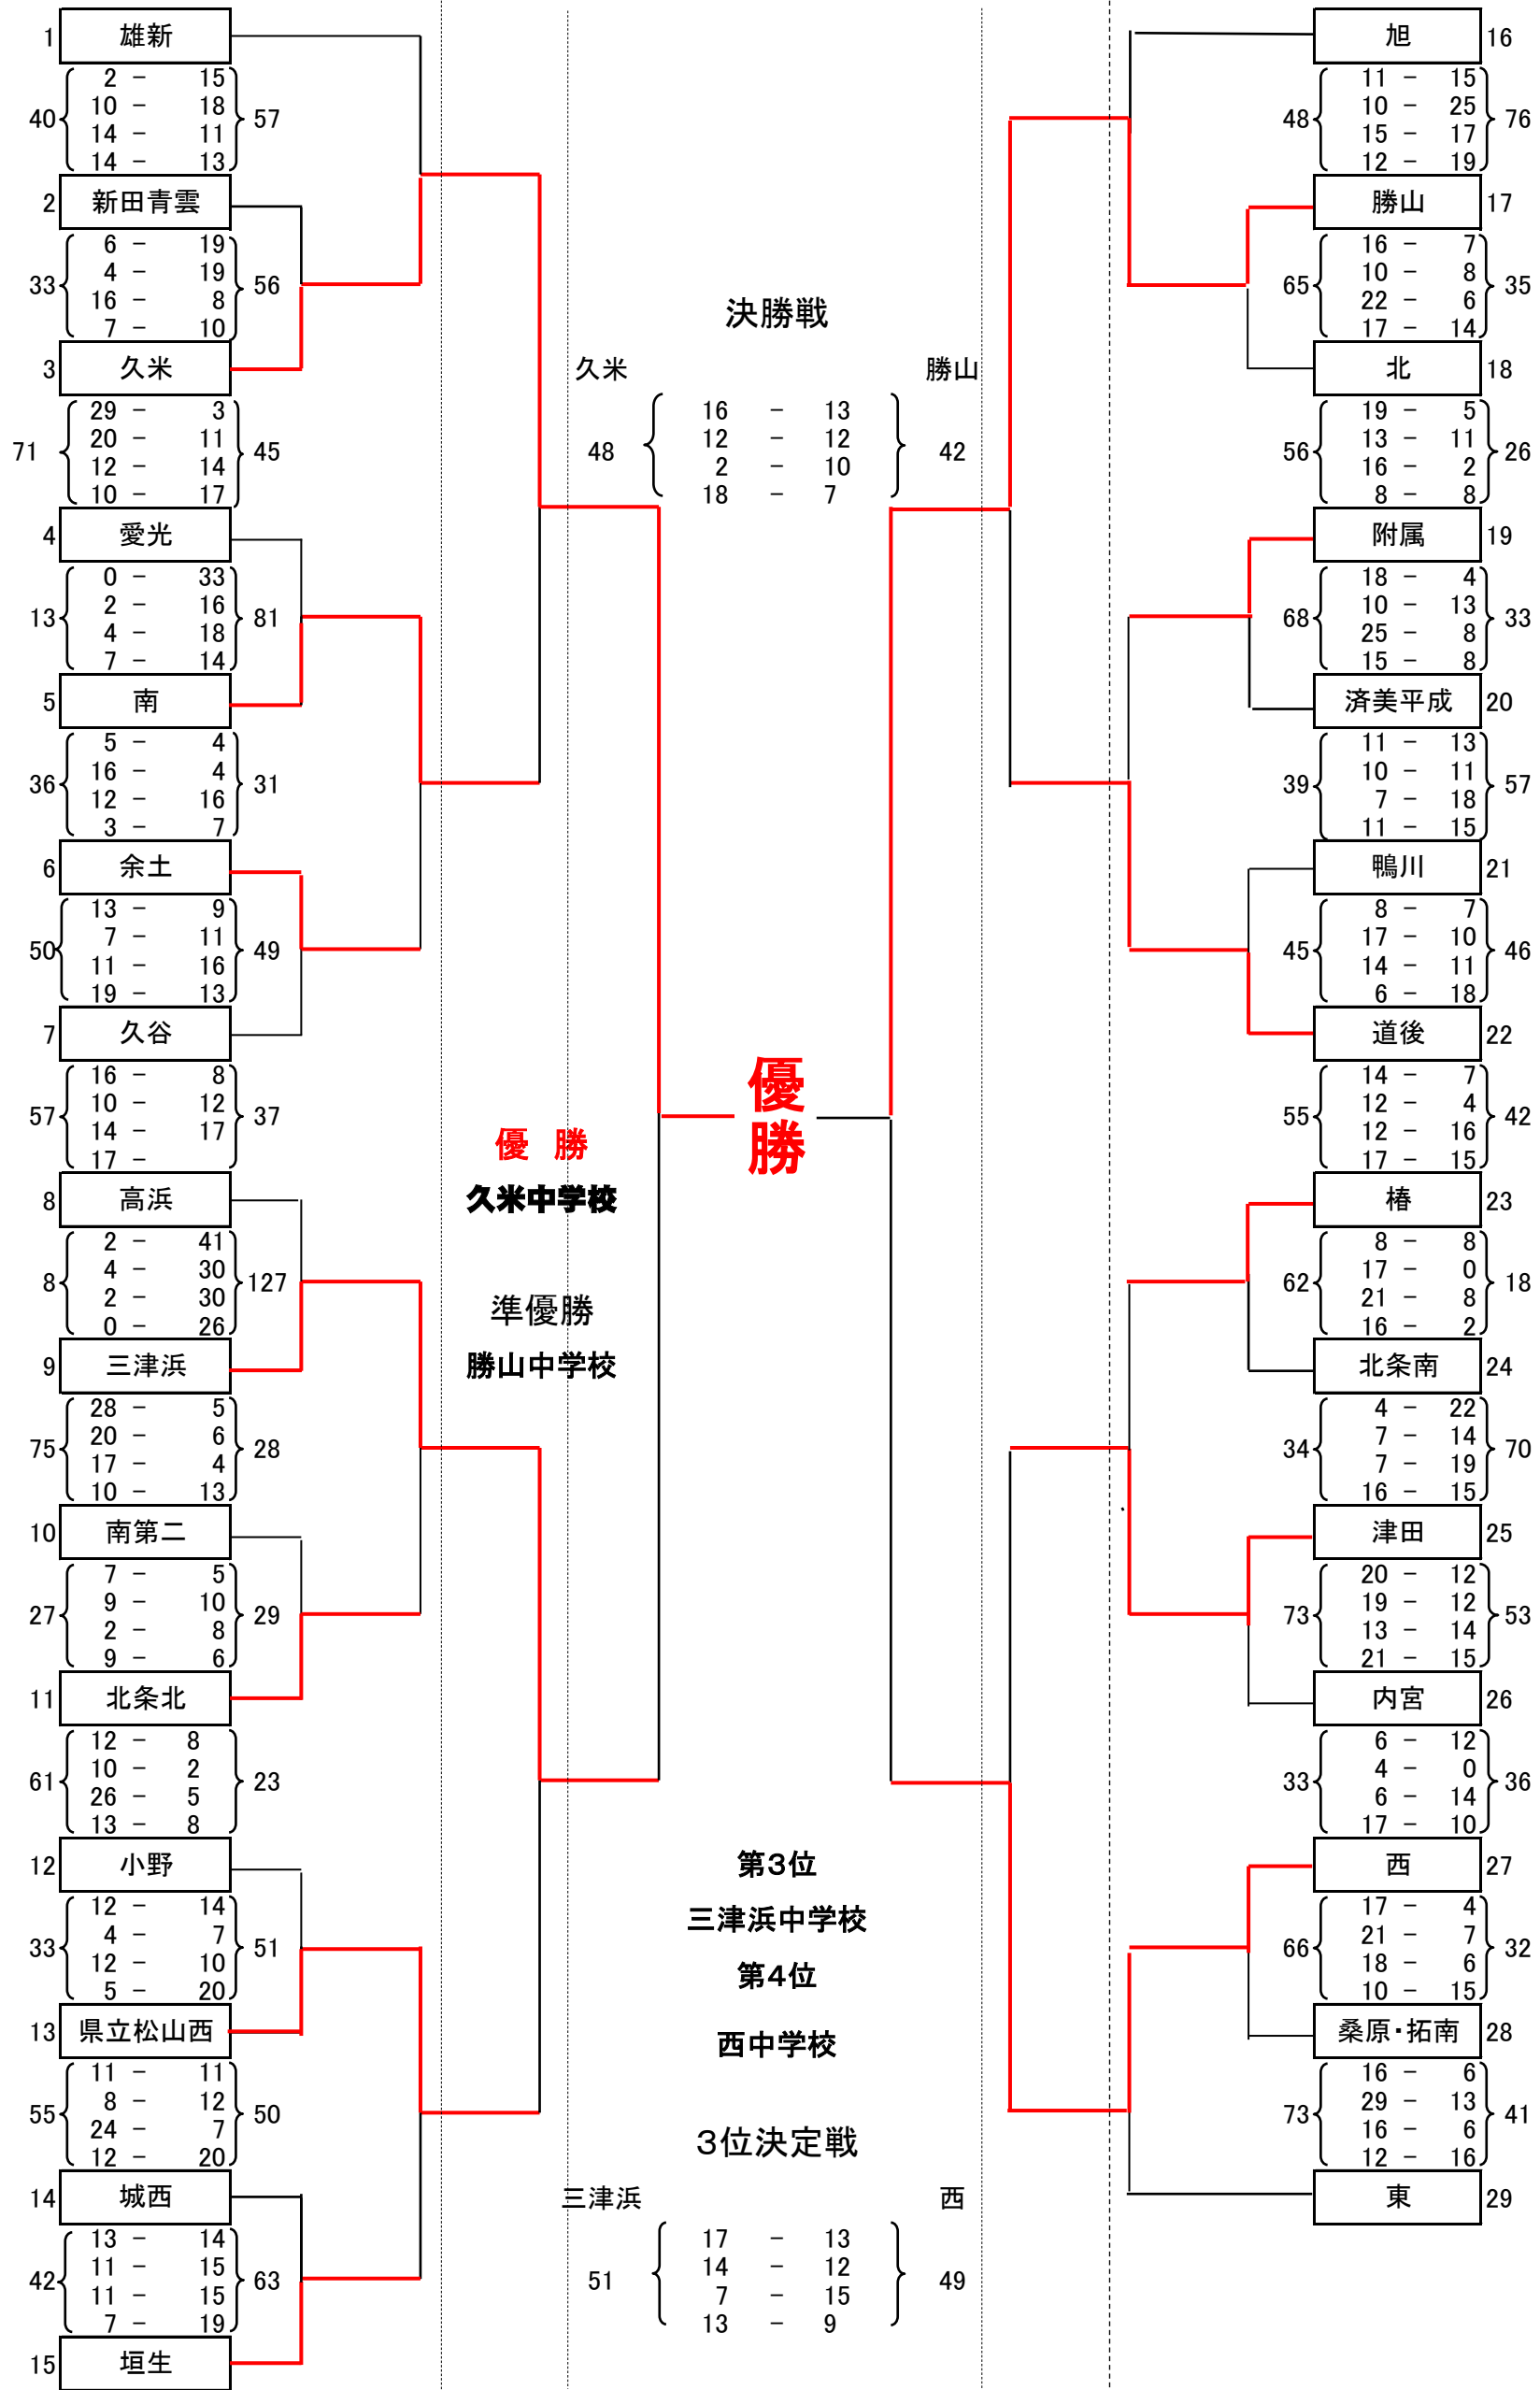 1 雄新
40 2 - 15 57
10 - 18
14 - 11
14 - 13
2 新田青雲
33 6 - 19 56
4 - 19
16 - 8
7 - 10
3 久米
71 29 - 3 45
20 - 11
12 - 14
10 - 17
4 愛光
13 0 - 33 81
2 - 16
4 - 18
7 - 14
5 南
36 5 - 4 31
16 - 4
12 - 16
3 - 7
6 余土
50 13 - 9 49
7 - 11
11 - 16
19 - 13
7 久谷
57 16 - 8 37
10 - 12
14 - 17
17 -
8 高浜
8 2 - 41 127
4 - 30
2 - 30
0 - 26
9 三津浜
75 28 - 5 28
20 - 6
17 - 4
10 - 13
10 南第二
27 7 - 5 29
9 - 10
2 - 8
9 - 6
11 北条北
61 12 - 8 23
10 - 2
26 - 5
13 - 8
12 小野
33 12 - 14 51
4 - 7
12 - 10
5 - 20
13 県立松山西
55 11 - 11 50
8 - 12
24 - 7
12 - 20
14 城西
42 13 - 14 63
11 - 15
11 - 15
7 - 19
15 垣生
決勝戦
久米 勝山
48 16 - 13 42
12 - 12
2 - 10
18 - 7
優勝
優 勝
久米中学校
準優勝
勝山中学校
第3位
三津浜中学校
第4位
西中学校
3位決定戦
三津浜 西
51 17 - 13 49
14 - 12
7 - 15
13 - 9
旭 16
48 11 - 15 76
10 - 25
15 - 17
12 - 19
勝山 17
65 16 - 7 35
10 - 8
22 - 6
17 - 14
北 18
56 19 - 5 26
13 - 11
16 - 2
8 - 8
附属 19
68 18 - 4 33
10 - 13
25 - 8
15 - 8
済美平成 20
39 11 - 13 57
10 - 11
7 - 18
11 - 15
鴨川 21
45 8 - 7 46
17 - 10
14 - 11
6 - 18
道後 22
55 14 - 7 42
12 - 4
12 - 16
17 - 15
椿 23
62 8 - 8 18
17 - 0
21 - 8
16 - 2
北条南 24
34 4 - 22 70
7 - 14
7 - 19
16 - 15
津田 25
73 20 - 12 53
19 - 12
13 - 14
21 - 15
内宮 26
33 6 - 12 36
4 - 0
6 - 14
17 - 10
西 27
66 17 - 4 32
21 - 7
18 - 6
10 - 15
桑原・拓南 28
73 16 - 6 41
29 - 13
16 - 6
12 - 16
東 29